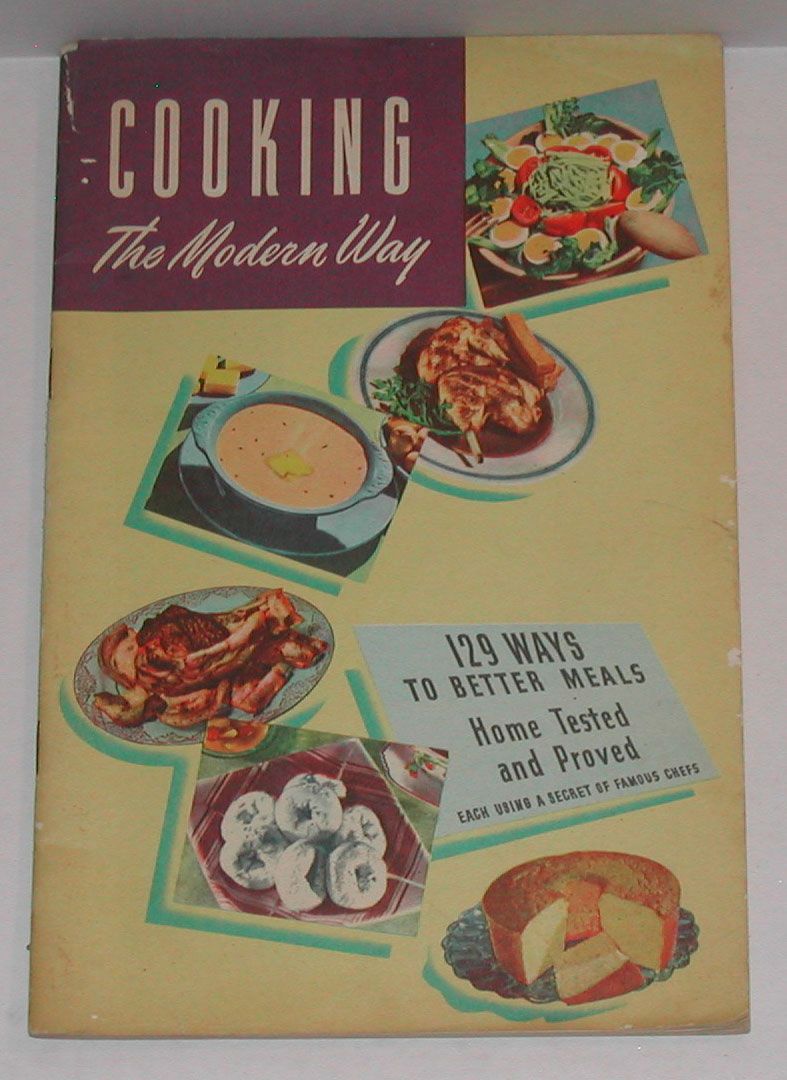 COOKING
The Modern Way
129 WAYS
TO BETTER MEALS
Home Tested
and Proved
EACH USING A SECRET OF FAMOUS CHEFS